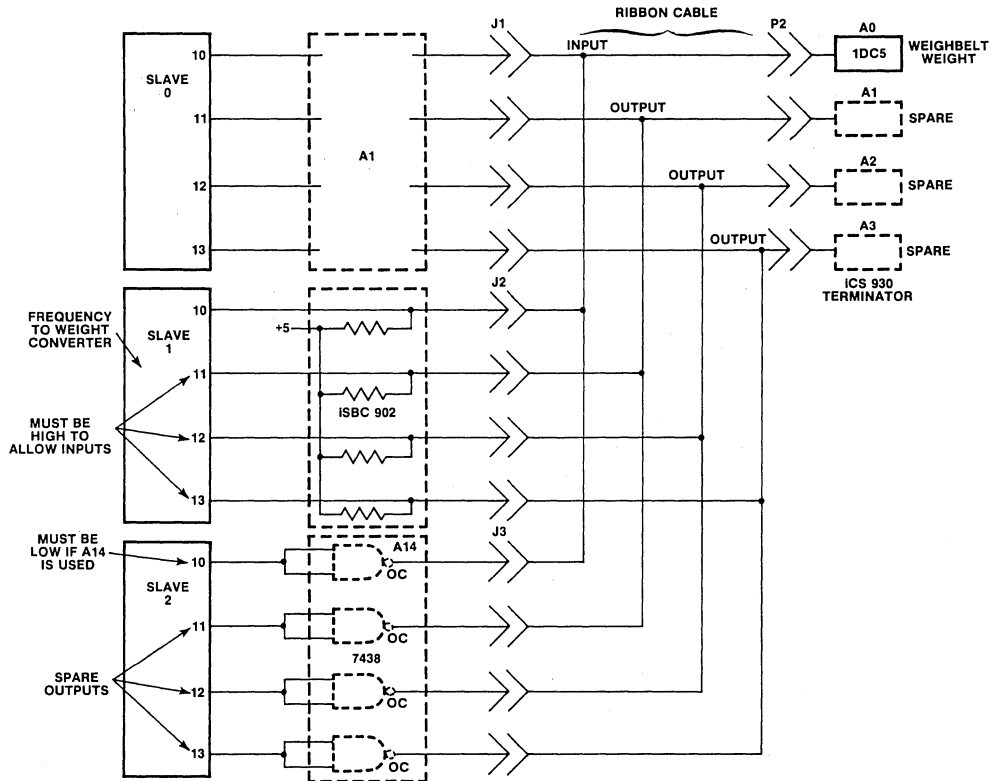 RIBBON CABLE
J1
P2
A0
10
INPUT
1DC5
WEIGHBELT
WEIGHT
SLAVE
0
A1
11
OUTPUT
A1
SPARE
A2
12
OUTPUT
SPARE
A3
13
OUTPUT
SPARE
ICS 930
TERMINATOR
J2
FREQUENCY
TO WEIGHT
CONVERTER
SLAVE
1
10
+5
11
iSBC 902
MUST BE
HIGH TO
ALLOW INPUTS
12
13
MUST BE
LOW IF A14
IS USED
J3
A14
10
OC
SLAVE
2
11
OC
7438
SPARE
OUTPUTS
12
OC
13
OC